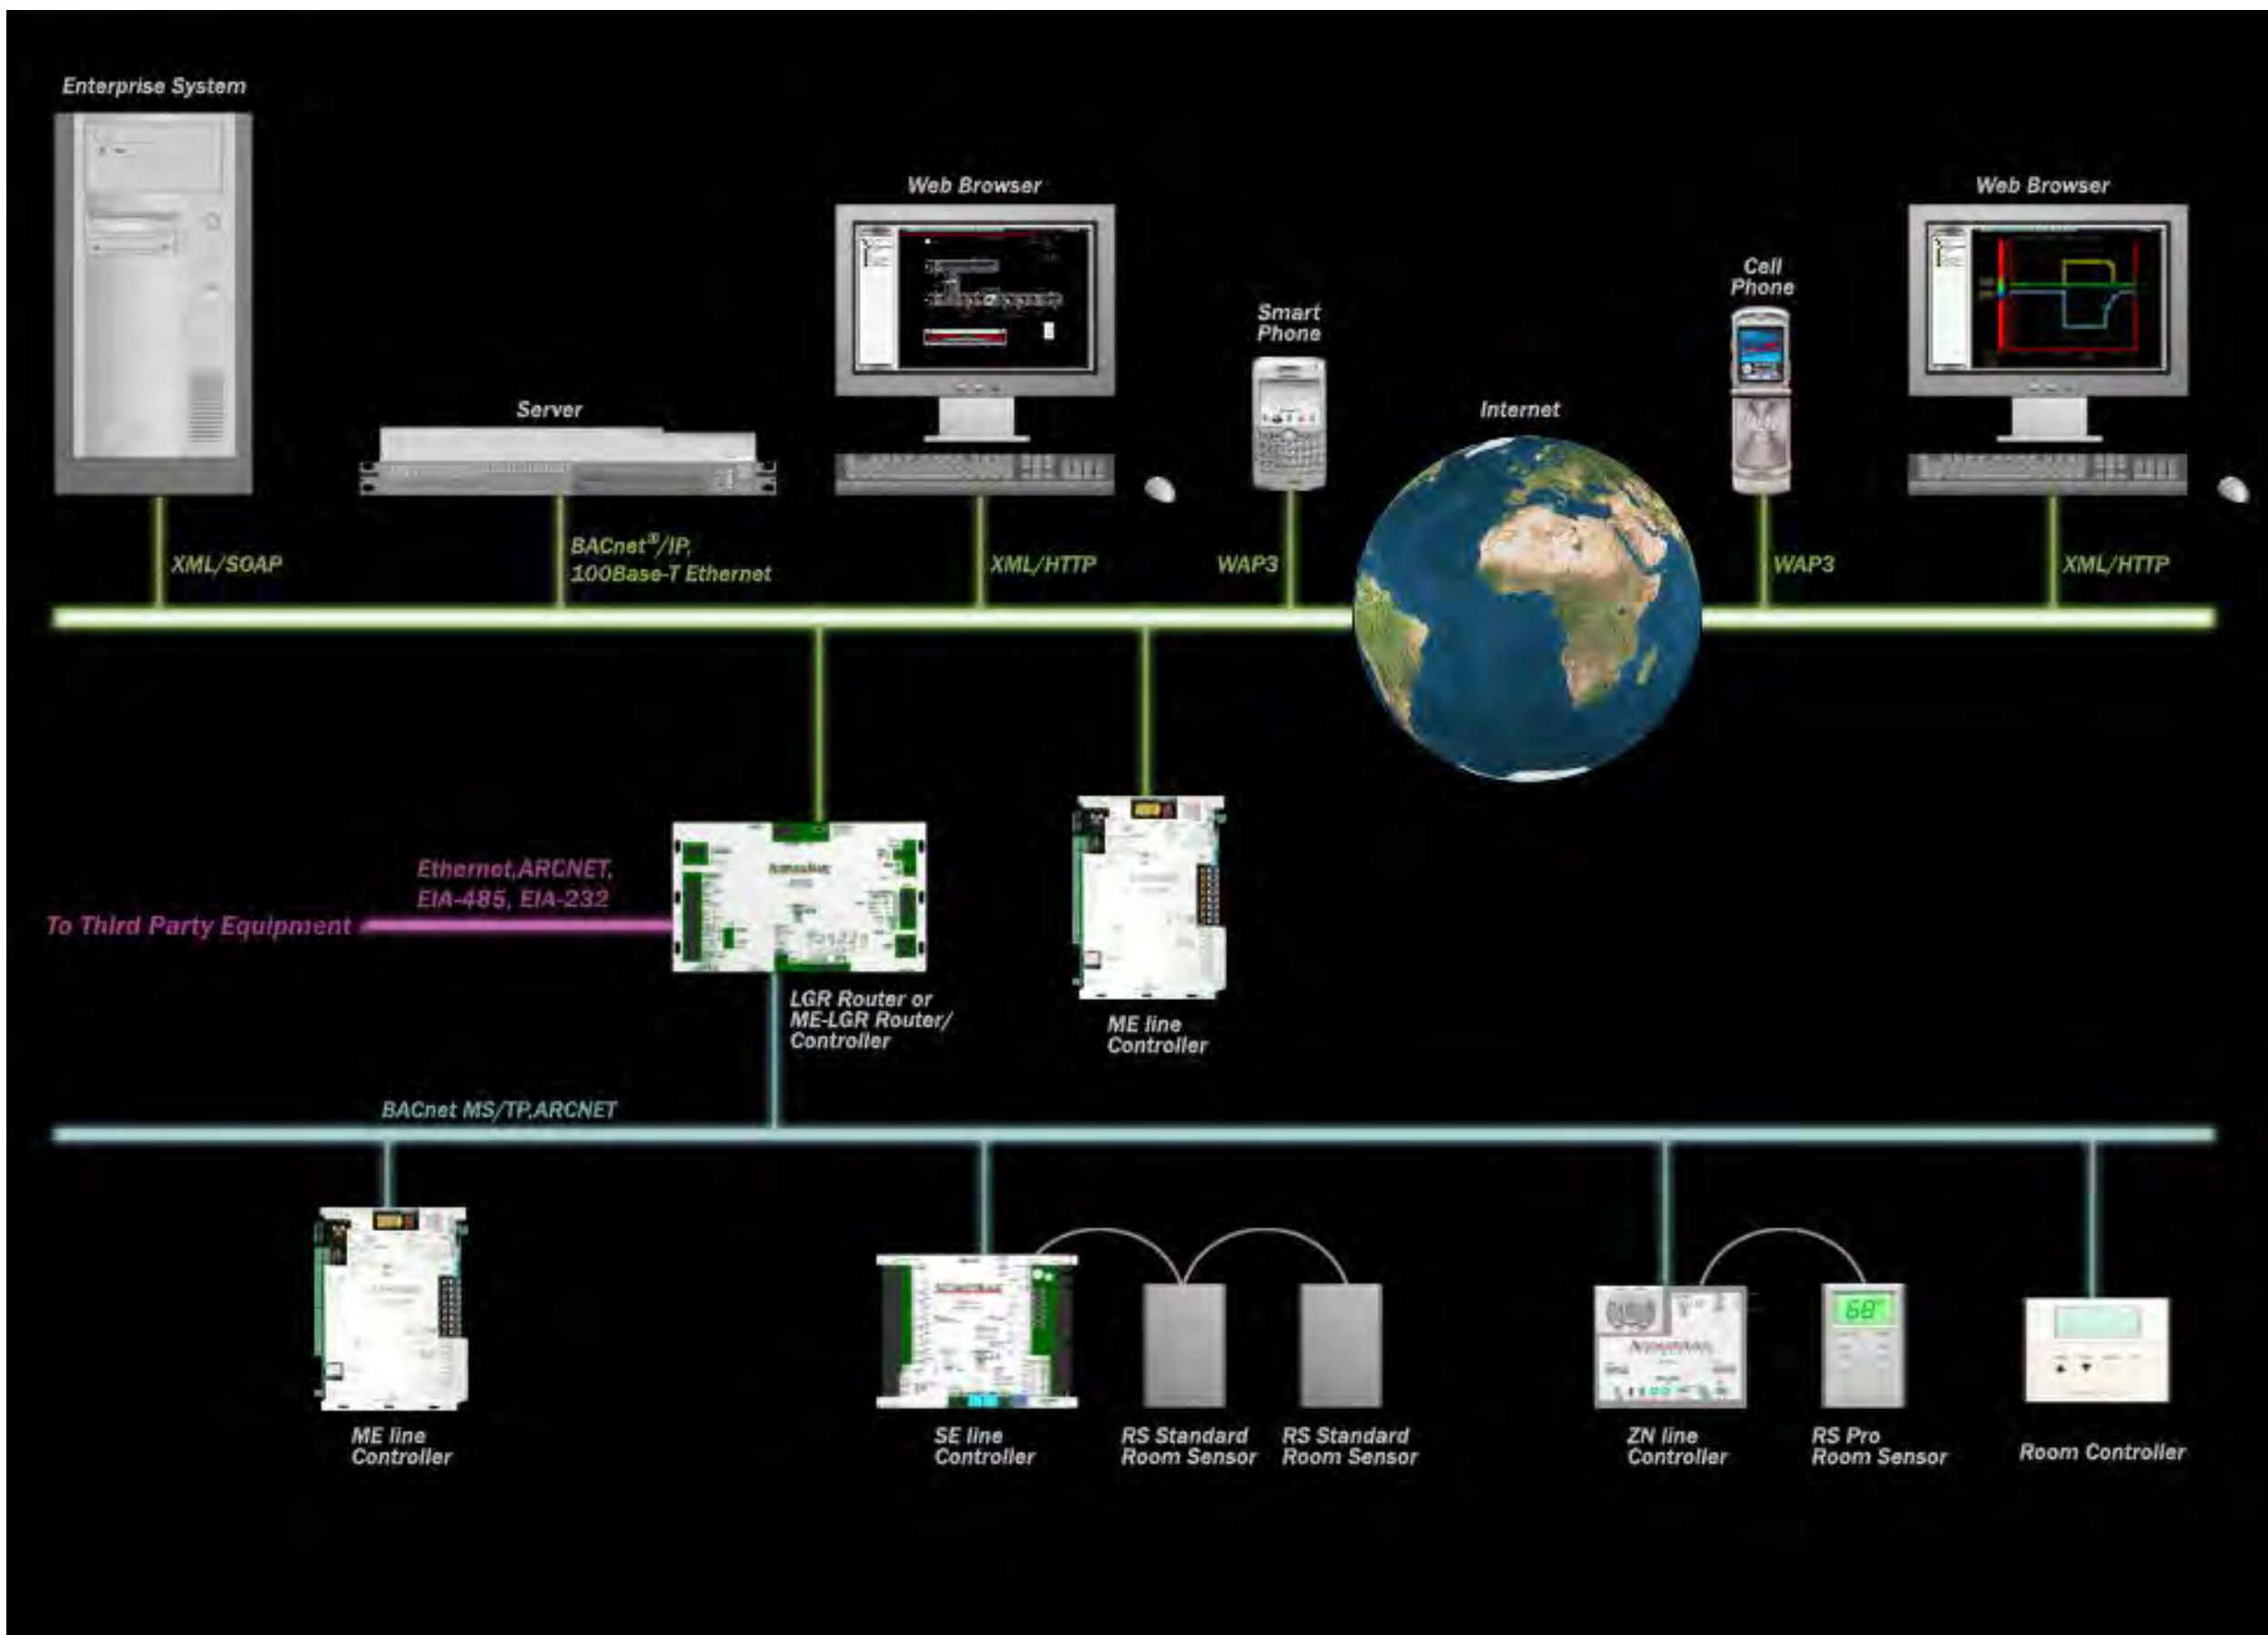 Enterprise System
Web Browser
Web Browser
Cell
Phone
Smart
Phone
Server
Internet
XML/SOAP
BACnet®/IP,
100Base-T Ethernet
XML/HTTP
WAP3
WAP3
XML/HTTP
Ethernet,ARCNET,
EIA-485, EIA-232
To Third Party Equipment
LGR Router or
ME-LGR Router/
Controller
ME line
Controller
BACnet MS/TP,ARCNET
68°
ME line
Controller
SE line
Controller
RS Standard
Room Sensor
RS Standard
Room Sensor
ZN line
Controller
RS Pro
Room Sensor
Room Controller